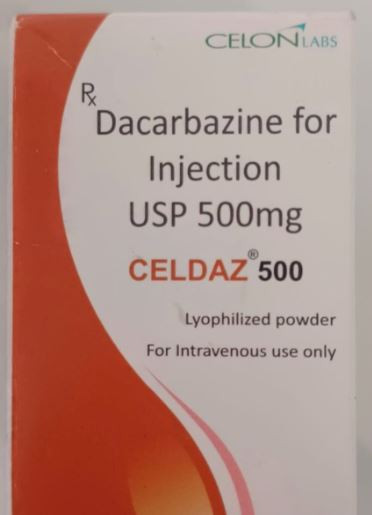 CELON LABS
Rx
Dacarbazine for
Injection
USP 500mg
CELDAZ® 500
Lyophilized powder
For Intravenous use only